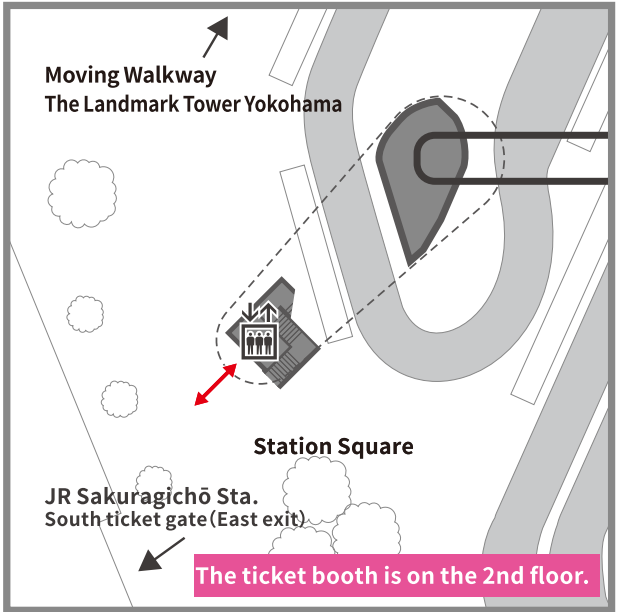 Moving Walkway
The Landmark Tower Yokohama
Station Square
JR Sakuragichō Sta.
South ticket gate(East exit)
The ticket booth is on the 2nd floor.